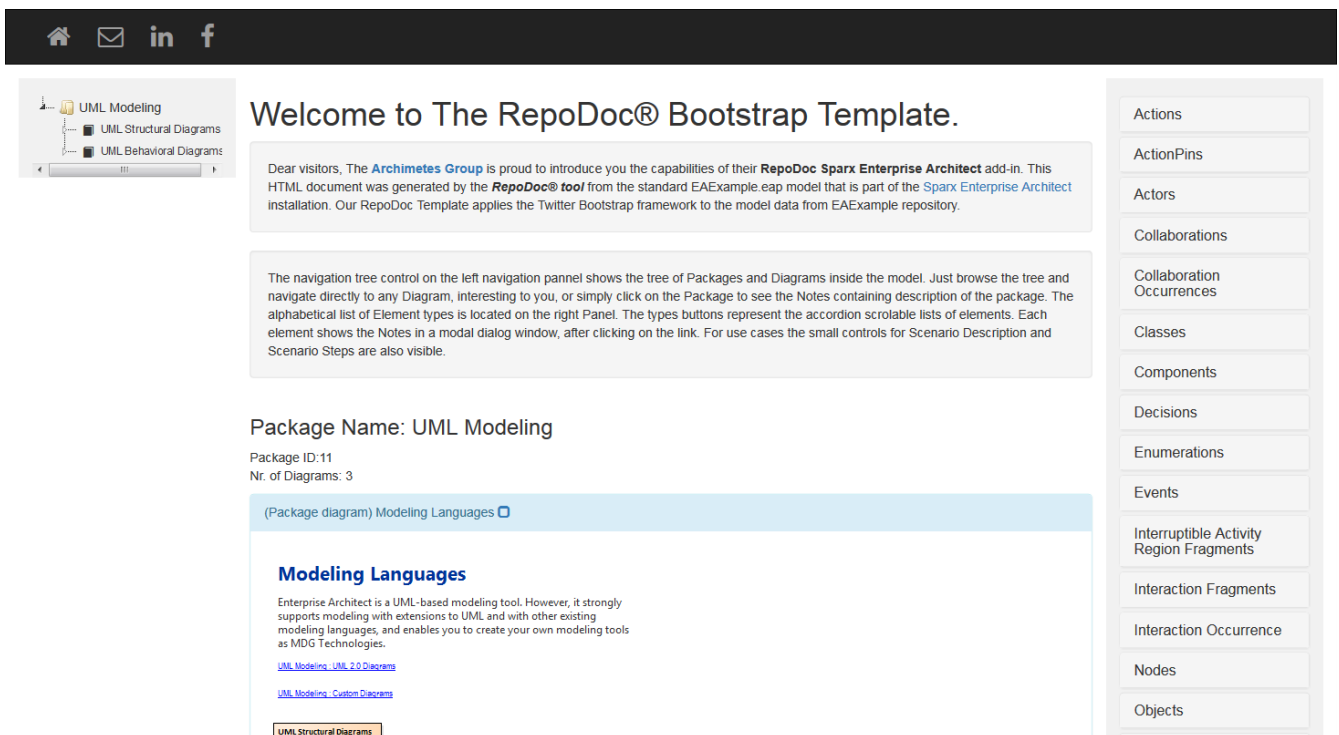 UML Modeling
UML Structural Diagrams
UML Behavioral Diagrams
Welcome to The RepoDoc® Bootstrap Template.
Dear visitors, The Archimetes Group is proud to introduce you the capabilities of their RepoDoc Sparx Enterprise Architect add-in. This
HTML document was generated by the RepoDoc® tool from the standard EAExample.eap model that is part of the Sparx Enterprise Architect
installation. Our RepoDoc Template applies the Twitter Bootstrap framework to the model data from EAExample repository.
The navigation tree control on the left navigation pannel shows the tree of Packages and Diagrams inside the model. Just browse the tree and
navigate directly to any Diagram, interesting to you, or simply click on the Package to see the Notes containing description of the package. The
alphabetical list of Element types is located on the right Panel. The types buttons represent the accordion scrolable lists of elements. Each
element shows the Notes in a modal dialog window, after clicking on the link. For use cases the small controls for Scenario Description and
Scenario Steps are also visible.
Package Name: UML Modeling
Package ID:11
Nr. of Diagrams: 3
(Package diagram) Modeling Languages
Modeling Languages
Enterprise Architect is a UML-based modeling tool. However, it strongly
supports modeling with extensions to UML and with other existing
modeling languages, and enables you to create your own modeling tools
as MDG Technologies.
UML Modeling : UML 2.0 Diagrams
UML Modeling : Custom Diagrams
UML Structural Diagrams
Actions
ActionPins
Actors
Collaborations
Collaboration
Occurrences
Classes
Components
Decisions
Enumerations
Events
Interruptible Activity
Region Fragments
Interaction Fragments
Interaction Occurrence
Nodes
Objects